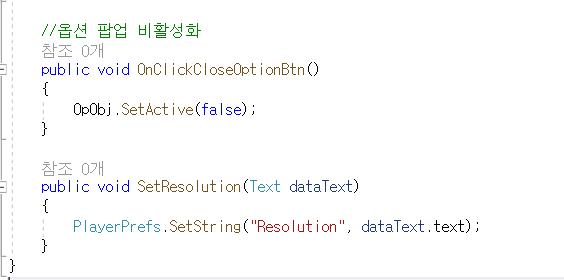 //옵션 팝업 비활성화
참조 0개
public void OnClickCloseOptionBtn()
{
OpObj.SetActive(false);
}
참조 0개
public void SetResolution(Text dataText)
{
PlayerPrefs.SetString("Resolution", dataText.text);
}
}